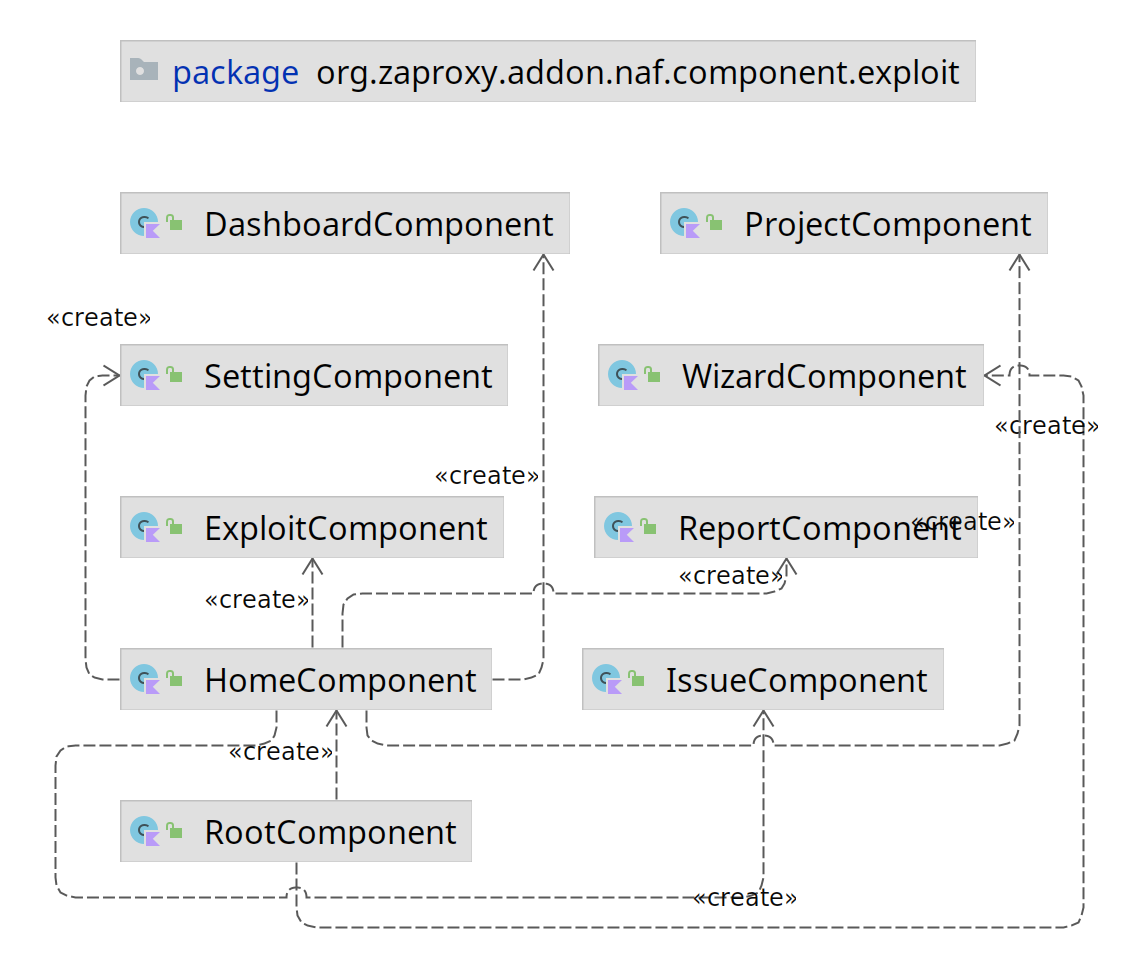 package org.zaproxy.addon.naf.component.exploit
DashboardComponent
ProjectComponent
«create»
SettingComponent
WizardComponent
«create»
«create»
ExploitComponent
ReportComponent
«create»
«create»
«create»
HomeComponent
IssueComponent
«create»
RootComponent
«create»